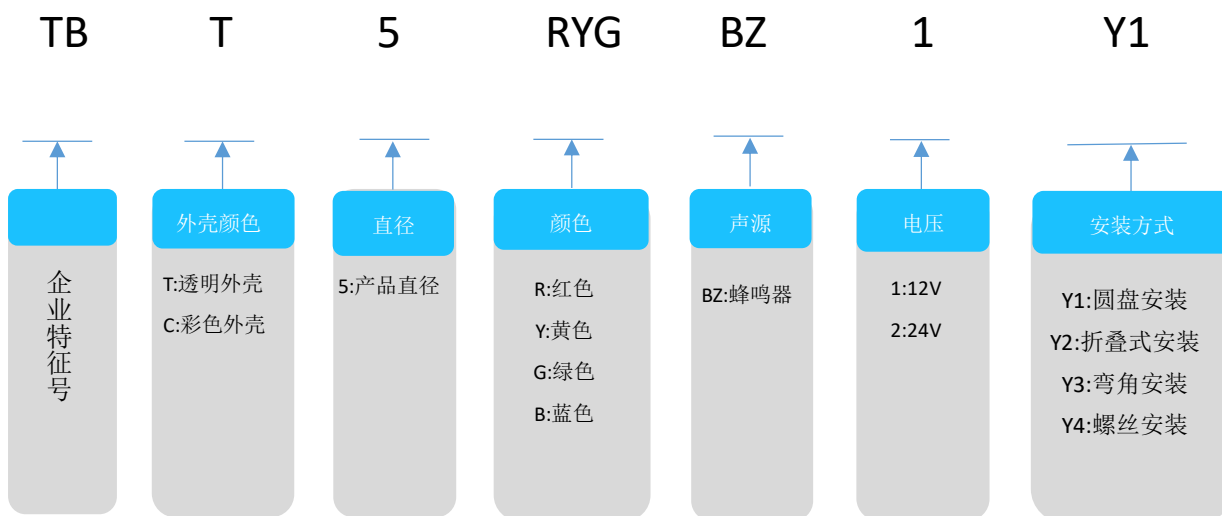 TB T 5 RYG BZ 1 Y1
外壳颜色 直径 颜色 声源 电压 安装方式
企业特征号
T:透明外壳
C:彩色外壳
5:产品直径
R:红色
Y:黄色
G:绿色
B:蓝色
BZ:蜂鸣器
1:12V
2:24V
Y1:圆盘安装
Y2:折叠式安装
Y3:弯角安装
Y4:螺丝安装